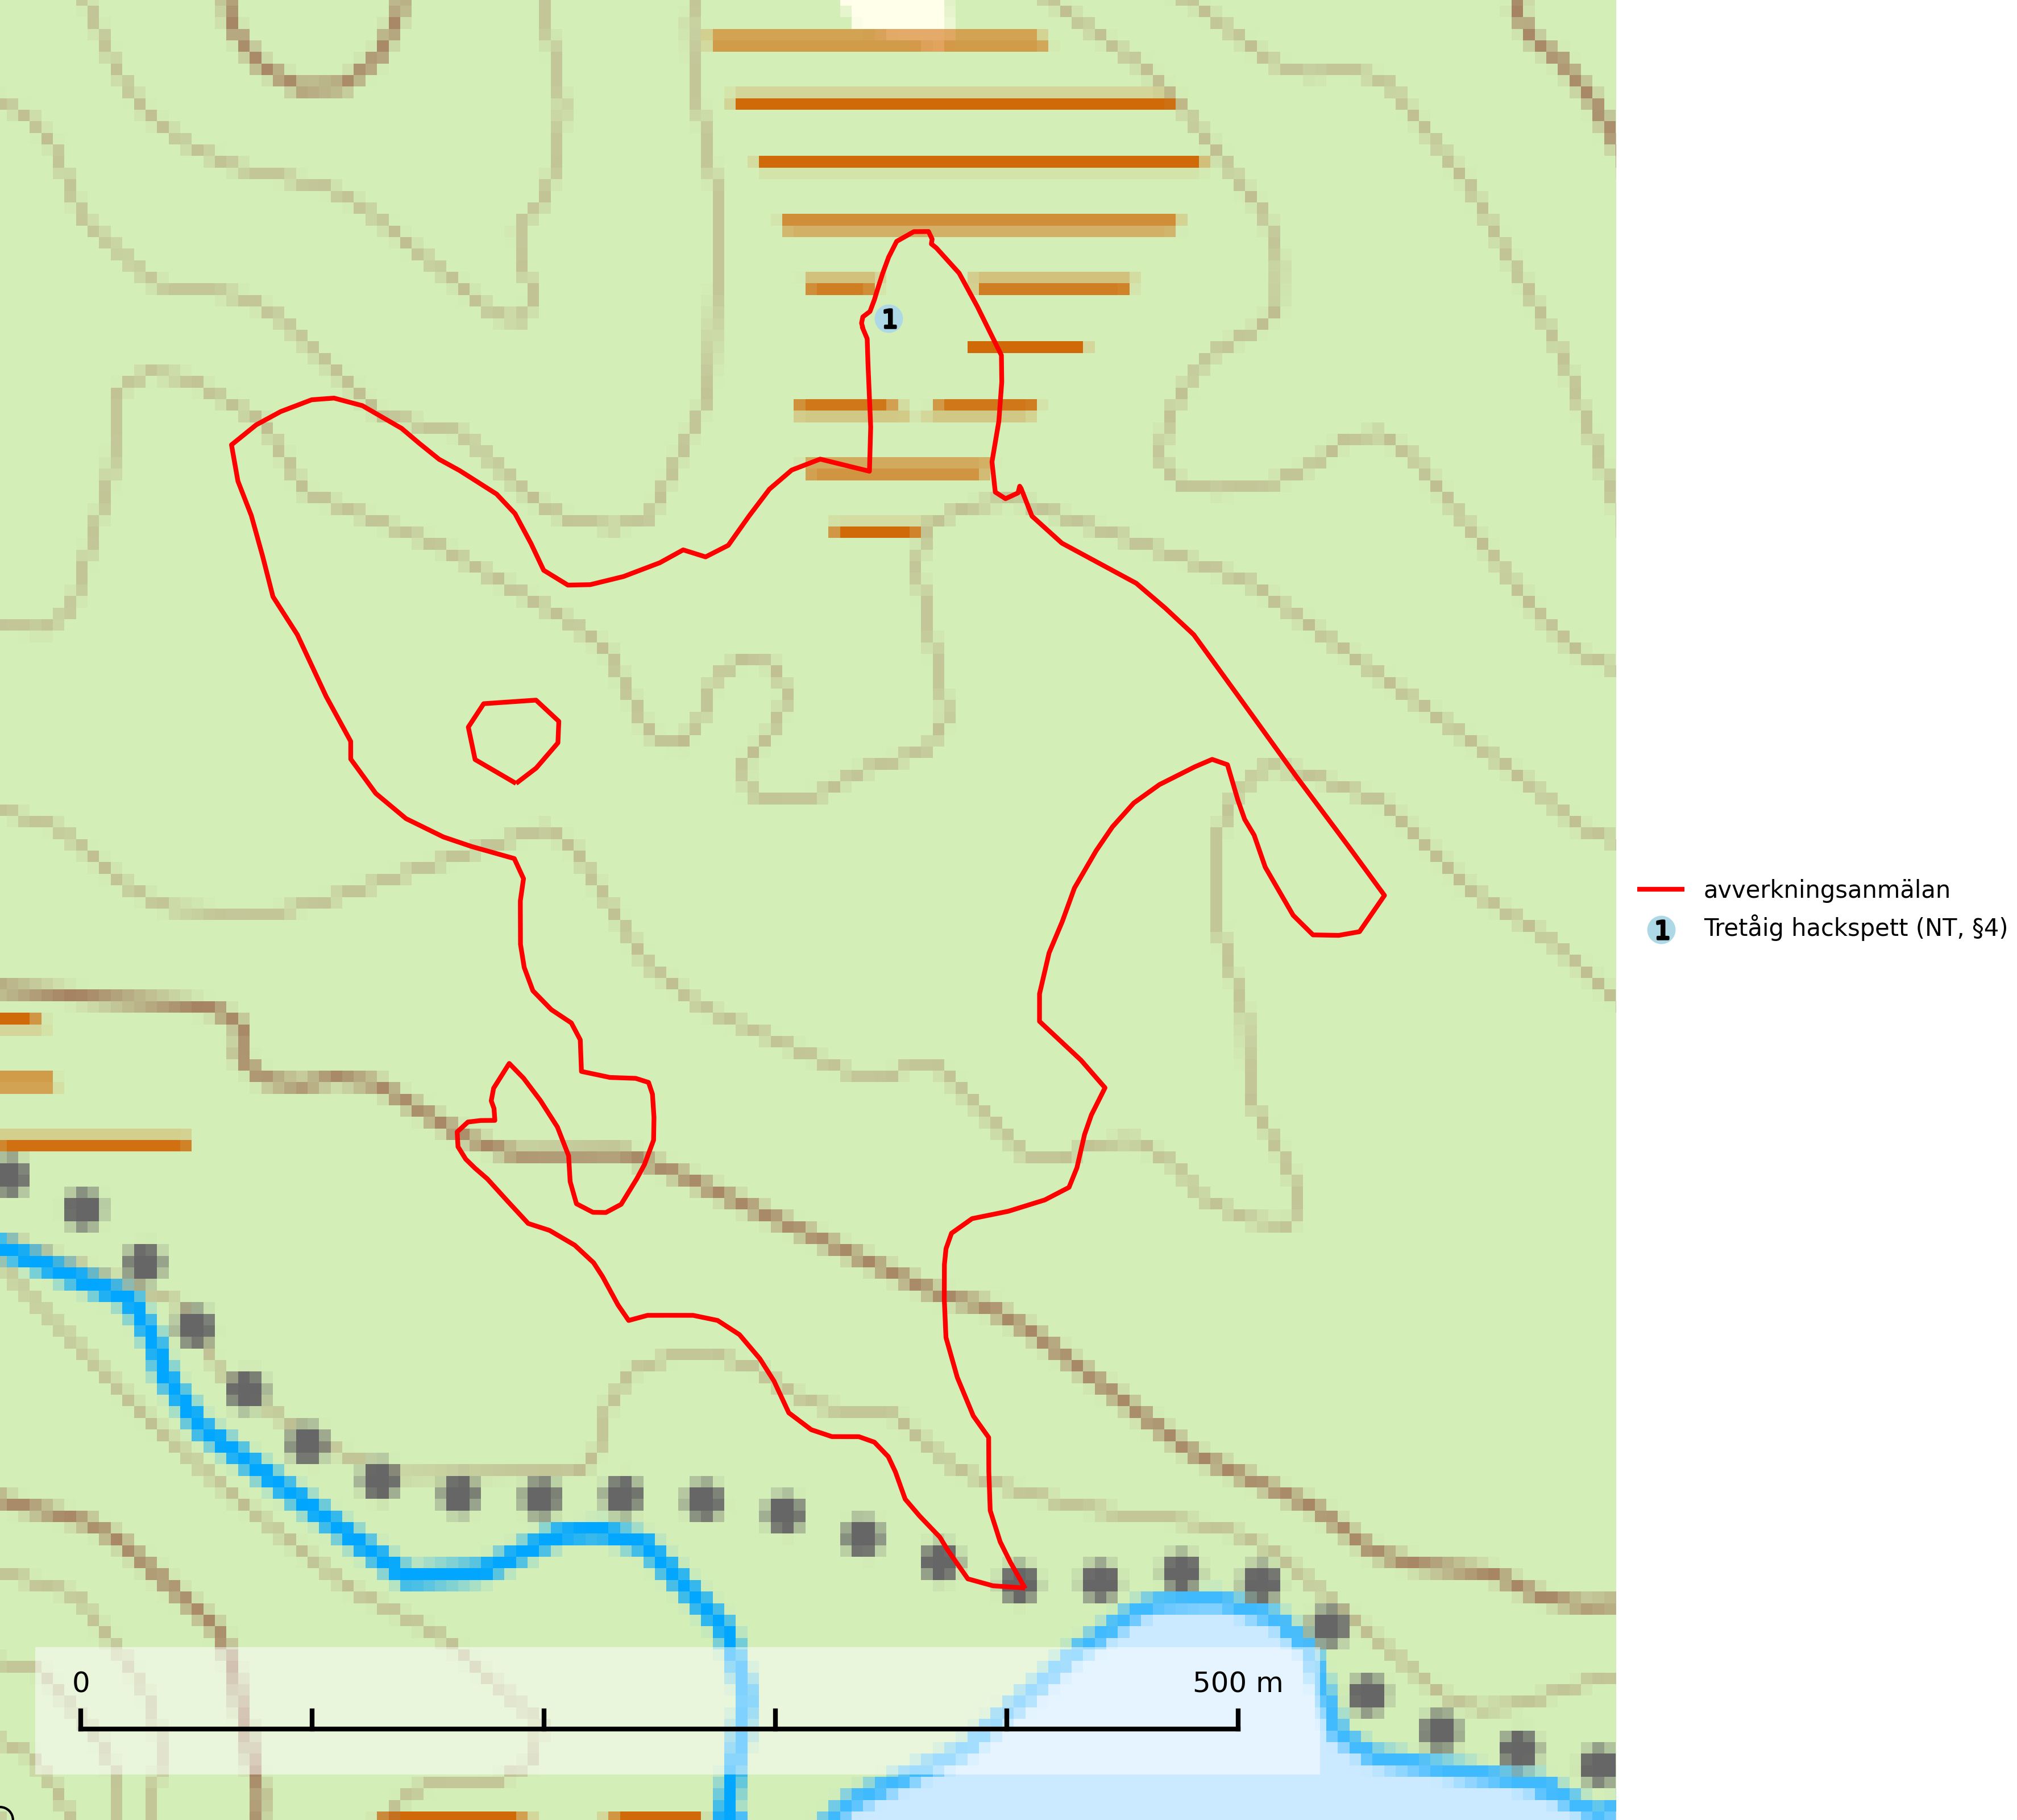 1
avverkningsanmälan
1 Tretåig hackspett (NT, §4)
0 500 m